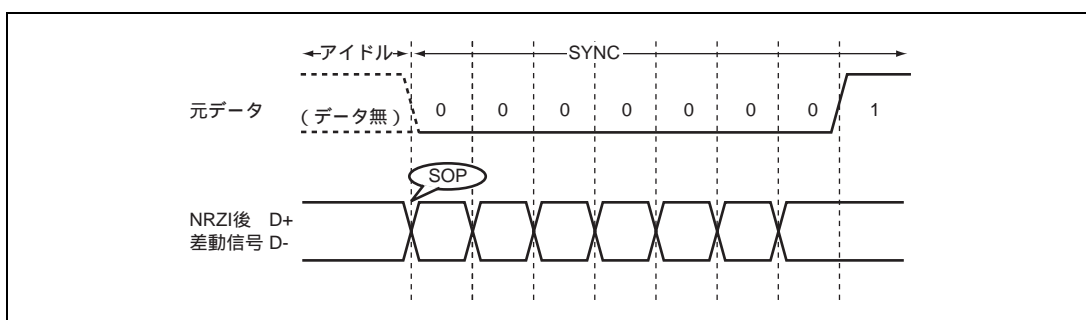 アイドル SYNC
元データ (データ無) 0 0 0 0 0 0 0 1
SOP
NRZI後 D+
差動信号 D-